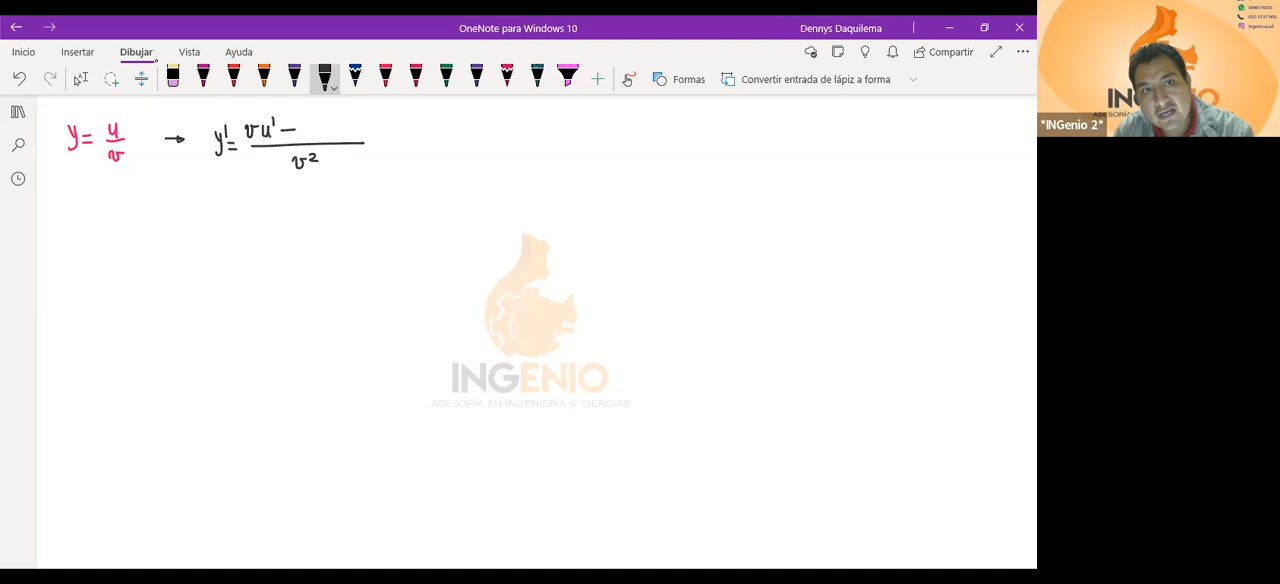 OneNote para Windows 10
Dennys Daquilema
Inicio
Insertar
Dibujar
Vista
Ayuda
Compartir
Formas
Convertir entrada de lápiz a forma
y = u/v → y' = vu' − / v²
INGENIO
ASESORÍA EN INGENIERIA & CIENCIAS
*INGenio 2*